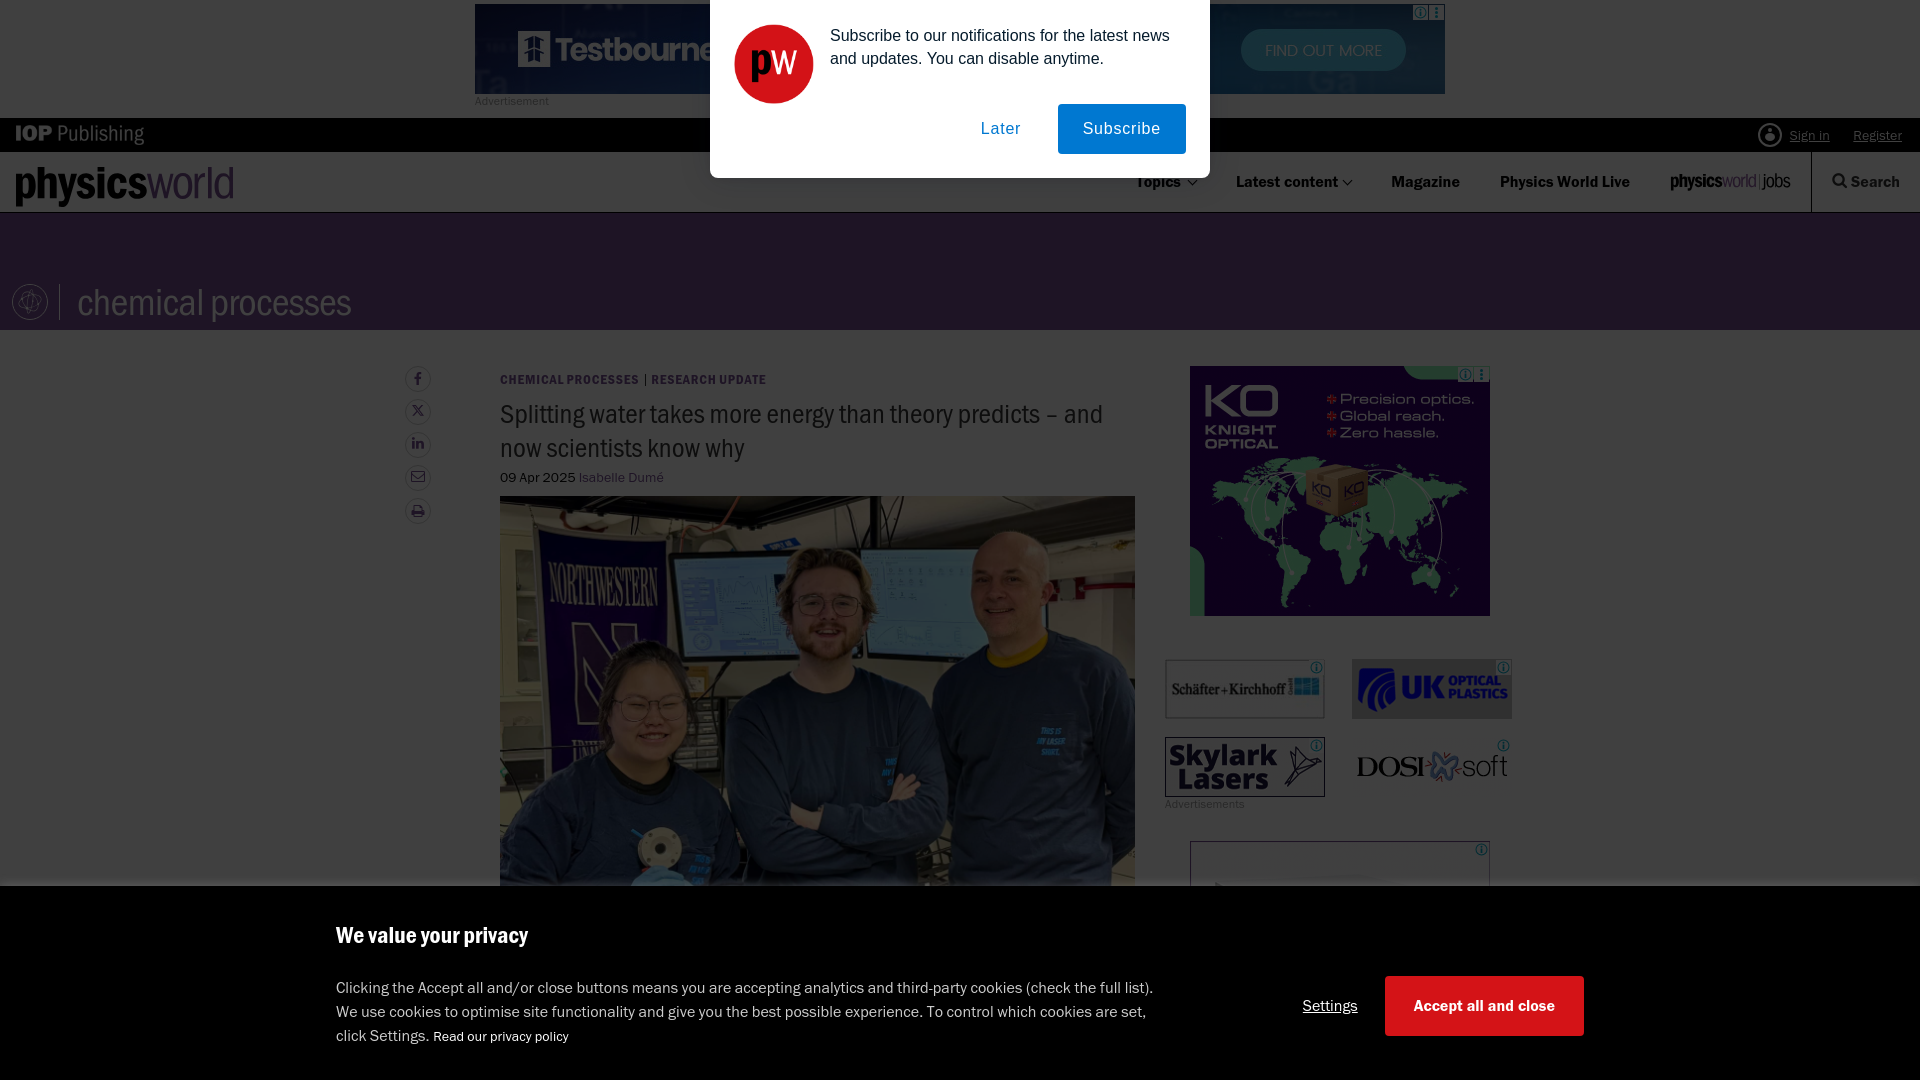 Testbourne
FIND OUT MORE
Advertisement
pw
Subscribe to our notifications for the latest news
and updates. You can disable anytime.
Later
Subscribe
IOP Publishing
Sign in
Register
physicsworld
Topics
Latest content
Magazine
Physics World Live
physicsworld|jobs
Search
chemical processes
CHEMICAL PROCESSES | RESEARCH UPDATE
Splitting water takes more energy than theory predicts – and
now scientists know why
09 Apr 2025 Isabelle Dumé
NORTHWESTERN
N
KO
KNIGHT
OPTICAL
Precision optics.
Global reach.
Zero hassle.
KO KO
Schäfter+Kirchhoff
UK OPTICAL
PLASTICS
Skylark
Lasers
DOSIsoft
Advertisements
We value your privacy
Clicking the Accept all and/or close buttons means you are accepting analytics and third-party cookies (check the full list).
We use cookies to optimise site functionality and give you the best possible experience. To control which cookies are set,
click Settings. Read our privacy policy
Settings
Accept all and close